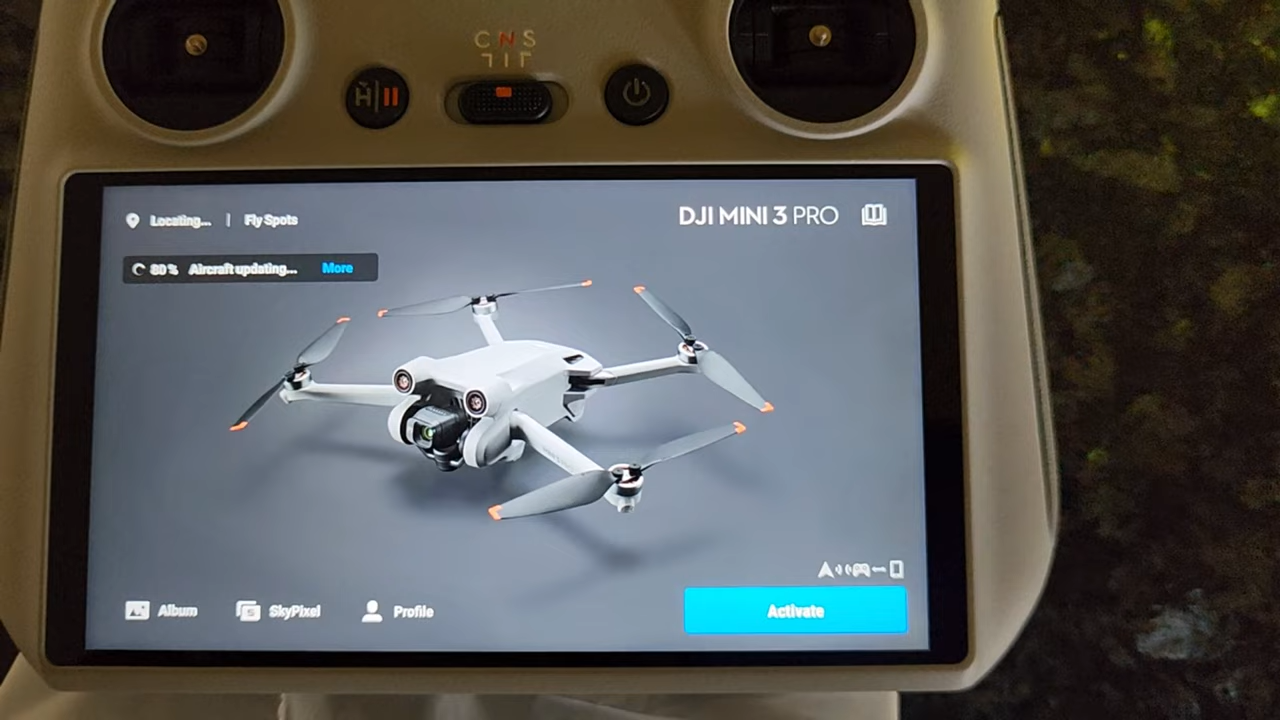 C N S
H
Locating... | Fly Spots
DJI MINI 3 PRO
80% Aircraft updating... More
Album
SkyPixel
Profile
Activate